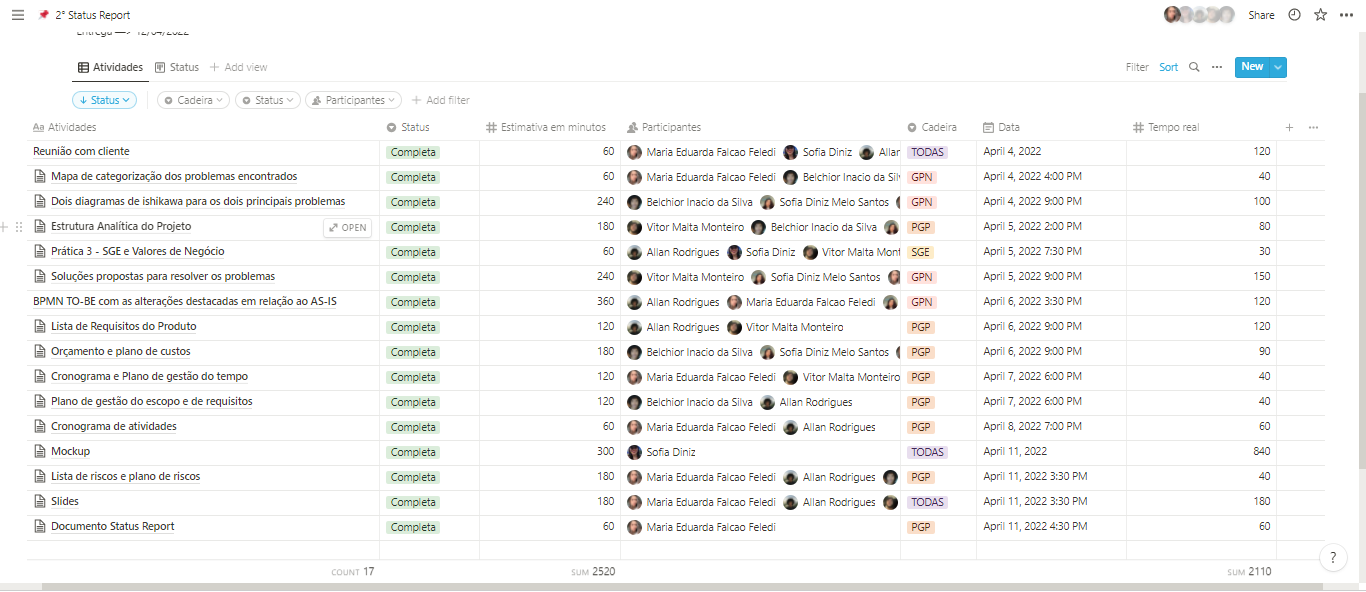 2° Status Report Share
Entrega —> 12/04/2022
Atividades Status + Add view Filter Sort New
↓ Status Cadeira Status Participantes + Add filter
Aa Atividades Status # Estimativa em minutos Participantes Cadeira Data # Tempo real
Reunião com cliente Completa 60 Maria Eduarda Falcao Feledi Sofia Diniz Allan TODAS April 4, 2022 120
Mapa de categorização dos problemas encontrados Completa 60 Maria Eduarda Falcao Feledi Belchior Inacio da Silv GPN April 4, 2022 4:00 PM 40
Dois diagramas de ishikawa para os dois principais problemas Completa 240 Belchior Inacio da Silva Sofia Diniz Melo Santos GPN April 4, 2022 9:00 PM 100
Estrutura Analítica do Projeto OPEN Completa 180 Vitor Malta Monteiro Belchior Inacio da Silva PGP April 5, 2022 2:00 PM 80
Prática 3 - SGE e Valores de Negócio Completa 60 Allan Rodrigues Sofia Diniz Vitor Malta Mont SGE April 5, 2022 7:30 PM 30
Soluções propostas para resolver os problemas Completa 240 Vitor Malta Monteiro Sofia Diniz Melo Santos GPN April 5, 2022 9:00 PM 150
BPMN TO-BE com as alterações destacadas em relação ao AS-IS Completa 360 Allan Rodrigues Maria Eduarda Falcao Feledi GPN April 6, 2022 3:30 PM 120
Lista de Requisitos do Produto Completa 120 Allan Rodrigues Vitor Malta Monteiro PGP April 6, 2022 9:00 PM 120
Orçamento e plano de custos Completa 180 Belchior Inacio da Silva Sofia Diniz Melo Santos PGP April 6, 2022 9:00 PM 90
Cronograma e Plano de gestão do tempo Completa 120 Maria Eduarda Falcao Feledi Vitor Malta Monteiro PGP April 7, 2022 6:00 PM 40
Plano de gestão do escopo e de requisitos Completa 120 Belchior Inacio da Silva Allan Rodrigues PGP April 7, 2022 6:00 PM 40
Cronograma de atividades Completa 60 Maria Eduarda Falcao Feledi Allan Rodrigues PGP April 8, 2022 7:00 PM 60
Mockup Completa 300 Sofia Diniz TODAS April 11, 2022 840
Lista de riscos e plano de riscos Completa 180 Maria Eduarda Falcao Feledi Allan Rodrigues PGP April 11, 2022 3:30 PM 40
Slides Completa 180 Maria Eduarda Falcao Feledi Allan Rodrigues TODAS April 11, 2022 3:30 PM 180
Documento Status Report Completa 60 Maria Eduarda Falcao Feledi PGP April 11, 2022 4:30 PM 60
COUNT 17 SUM 2520 SUM 2110
?